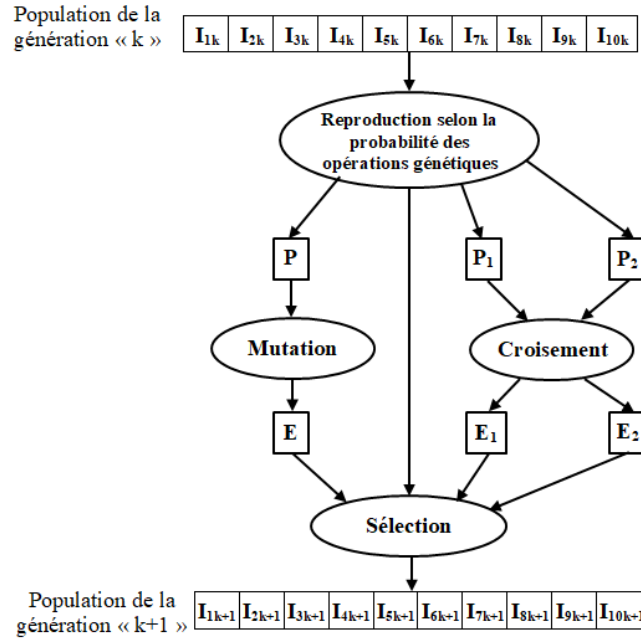 Population de la
génération « k »
I1k I2k I3k I4k I5k I6k I7k I8k I9k I10k
Reproduction selon la
probabilité des
opérations génétiques
P P1 P2
Mutation Croisement
E E1 E2
Sélection
Population de la
génération « k+1 »
I1k+1 I2k+1 I3k+1 I4k+1 I5k+1 I6k+1 I7k+1 I8k+1 I9k+1 I10k+1